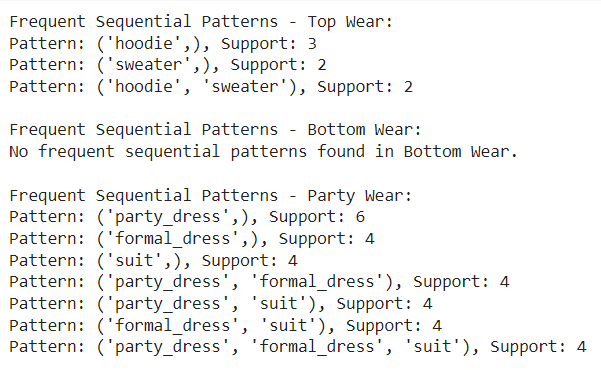 Frequent Sequential Patterns - Top Wear:
Pattern: ('hoodie',), Support: 3
Pattern: ('sweater',), Support: 2
Pattern: ('hoodie', 'sweater'), Support: 2

Frequent Sequential Patterns - Bottom Wear:
No frequent sequential patterns found in Bottom Wear.

Frequent Sequential Patterns - Party Wear:
Pattern: ('party_dress',), Support: 6
Pattern: ('formal_dress',), Support: 4
Pattern: ('suit',), Support: 4
Pattern: ('party_dress', 'formal_dress'), Support: 4
Pattern: ('party_dress', 'suit'), Support: 4
Pattern: ('formal_dress', 'suit'), Support: 4
Pattern: ('party_dress', 'formal_dress', 'suit'), Support: 4